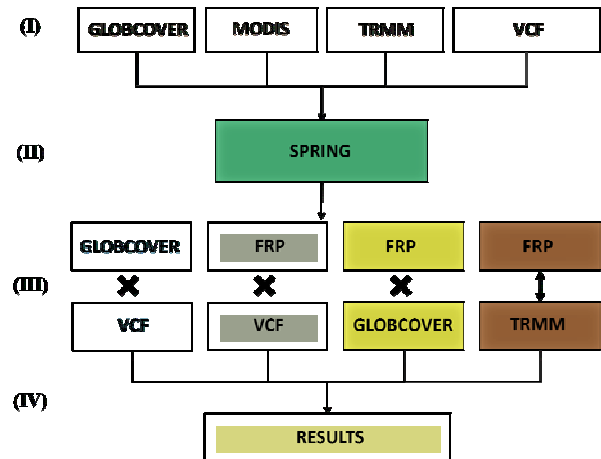 (I)
GLOBCOVER MODIS TRMM VCF
(II)
SPRING
GLOBCOVER FRP FRP FRP
(III)
VCF VCF GLOBCOVER TRMM
(IV)
RESULTS